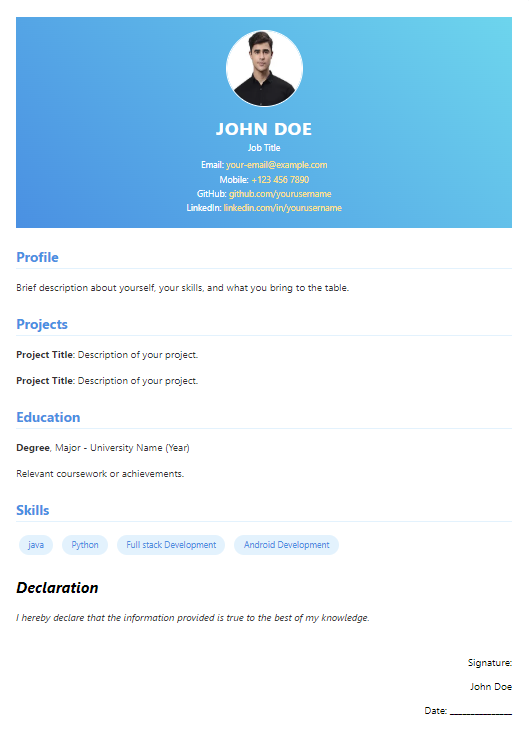 JOHN DOE
Job Title
Email: your-email@example.com
Mobile: +123 456 7890
GitHub: github.com/yourusername
LinkedIn: linkedin.com/in/yourusername
Profile
Brief description about yourself, your skills, and what you bring to the table.
Projects
Project Title: Description of your project.
Project Title: Description of your project.
Education
Degree, Major - University Name (Year)
Relevant coursework or achievements.
Skills
java Python Full stack Development Android Development
Declaration
I hereby declare that the information provided is true to the best of my knowledge.
Signature:
John Doe
Date: _______________